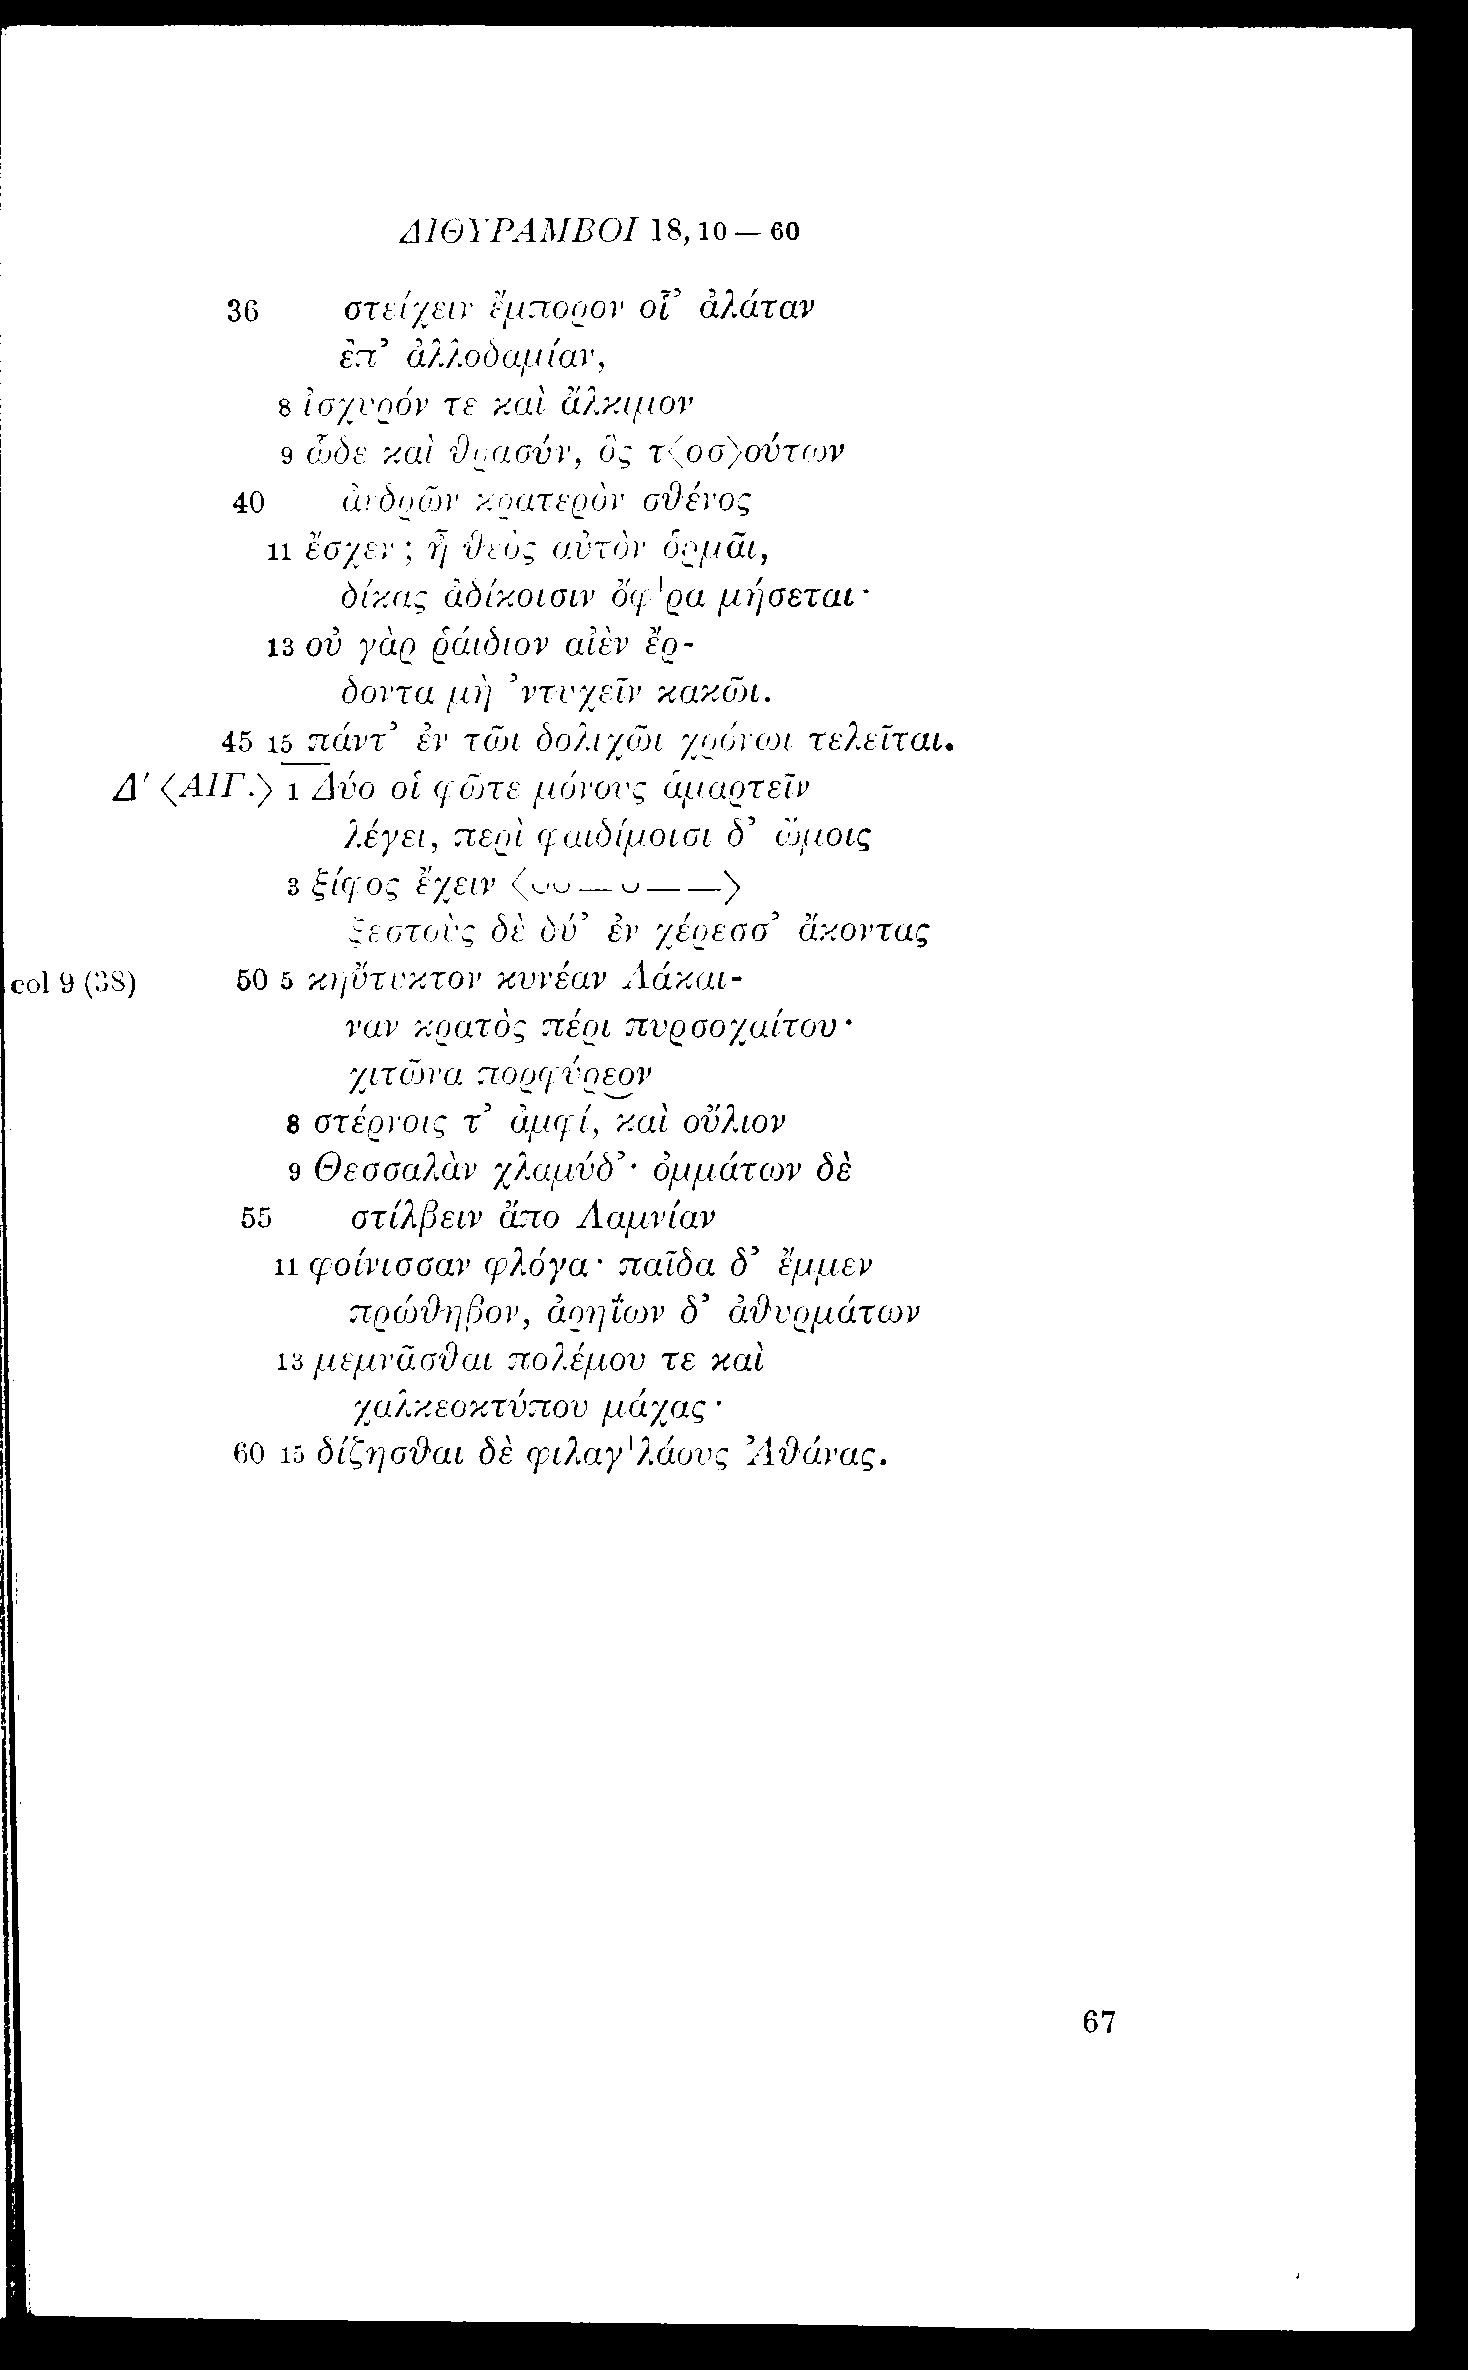 ΔΙΘΥΡΑΜΒΟΙ 18, 10 — 60
36 στείχειν ἔμπορον οἷ’ ἀλάταν
ἐπ’ ἀλλοδαμίαν,
8 ἰσχυρόν τε καὶ ἄλκιμον
9 ὧδε καὶ θρασύν, ὃς τ〈οσ〉ούτων
40 ἀνδρῶν κρατερὸν σθένος
11 ἔσχεν; ἦ θεὸς αὐτὸν ὁρμᾶι,
δίκας ἀδίκοισιν ὄφ'ρα μήσεται·
13 οὐ γὰρ ῥάιδιον αἰὲν ἔρ-
δοντα μὴ ’ντυχεῖν κακῶι.
45 15 πάντ’ ἐν τῶι δολιχῶι χρόνωι τελεῖται.
Δ′ 〈ΑΙΓ.〉 1 Δύο οἱ φῶτε μόνους ἁμαρτεῖν
λέγει, περὶ φαιδίμοισι δ’ ὤμοις
3 ξίφος ἔχειν 〈⏑⏑ — ⏑ — —〉
ξεστοὺς δὲ δύ’ ἐν χέρεσσ’ ἄκοντας
col 9 (38) 50 5 κηὔτυκτον κυνέαν Λάκαι-
ναν κρατὸς πέρι πυρσοχαίτου·
χιτῶνα πορφύρεον
8 στέρνοις τ’ ἀμφί, καὶ οὔλιον
9 Θεσσαλὰν χλαμύδ’· ὀμμάτων δὲ
55 στίλβειν ἄπο Λαμνίαν
11 φοίνισσαν φλόγα· παῖδα δ’ ἔμμεν
πρώθηβον, ἀρηΐων δ’ ἀθυρμάτων
13 μεμνᾶσθαι πολέμου τε καὶ
χαλκεοκτύπου μάχας·
60 15 δίζησθαι δὲ φιλαγ'λάους Ἀθάνας.
67